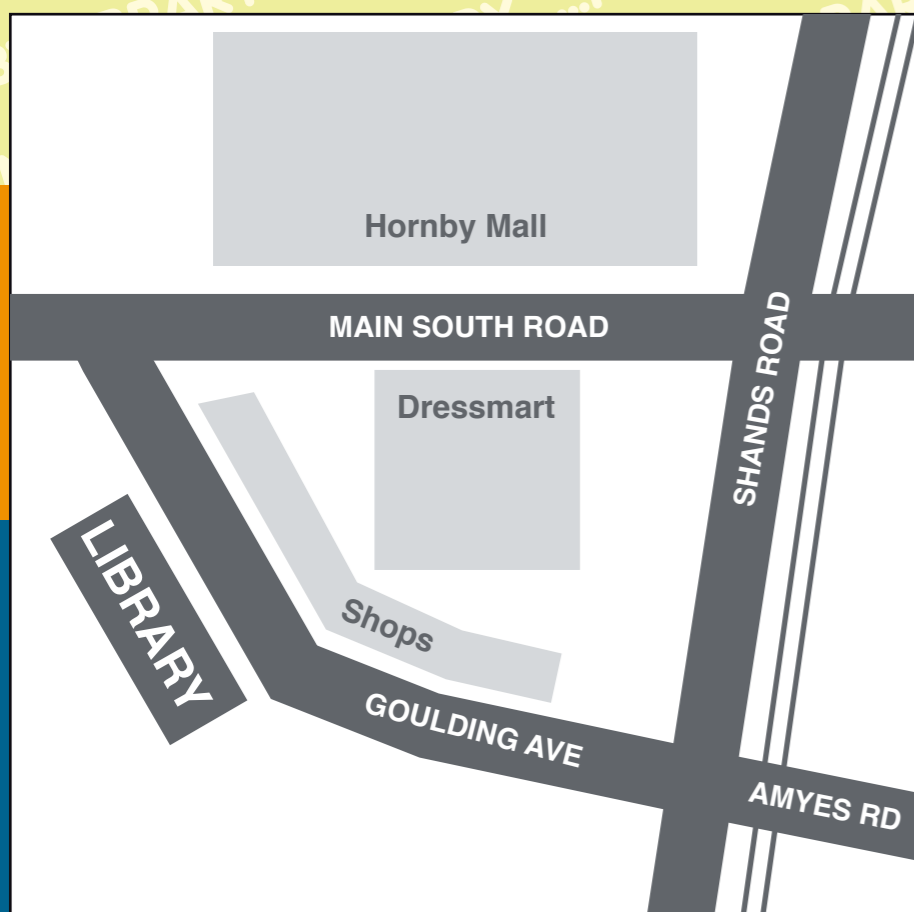 Hornby Mall
MAIN SOUTH ROAD
SHANDS ROAD
Dressmart
LIBRARY
Shops
GOULDING AVE
AMYES RD